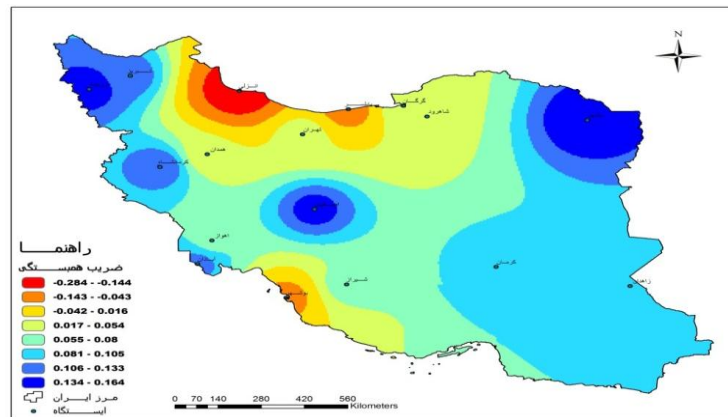 N
تبریز
انزلی
بابلسر
گرگان
شاهرود
تهران
همدان
کرمانشاه
اهواز
شیراز
کرمان
زاهدان
بوشهر
راهنما
ضریب همبستگی
-0.284 - -0.144
-0.143 - -0.043
-0.042 - 0.016
0.017 - 0.054
0.055 - 0.08
0.081 - 0.105
0.106 - 0.133
0.134 - 0.164
مرز ایران
ایستگاه
0 70 140 280 420 560
Kilometers